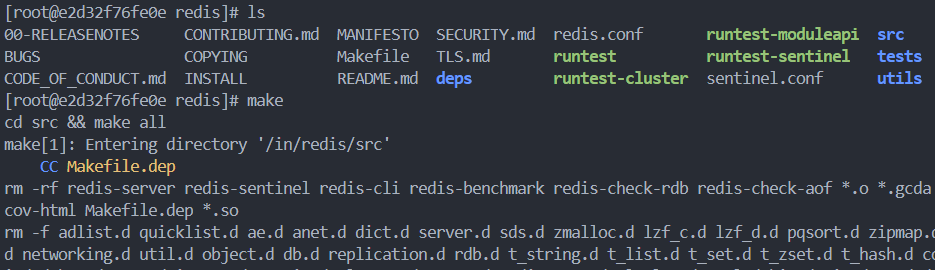 [root@e2d32f76fe0e redis]# ls
00-RELEASENOTES CONTRIBUTING.md MANIFESTO SECURITY.md redis.conf runtest-moduleapi src
BUGS COPYING Makefile TLS.md runtest runtest-sentinel tests
CODE_OF_CONDUCT.md INSTALL README.md deps runtest-cluster sentinel.conf utils
[root@e2d32f76fe0e redis]# make
cd src && make all
make[1]: Entering directory '/in/redis/src'
CC Makefile.dep
rm -rf redis-server redis-sentinel redis-cli redis-benchmark redis-check-rdb redis-check-aof *.o *.gcda
cov-html Makefile.dep *.so
rm -f adlist.d quicklist.d ae.d anet.d dict.d server.d sds.d zmalloc.d lzf_c.d lzf_d.d pqsort.d zipmap.d
d networking.d util.d object.d db.d replication.d rdb.d t_string.d t_list.d t_set.d t_zset.d t_hash.d co